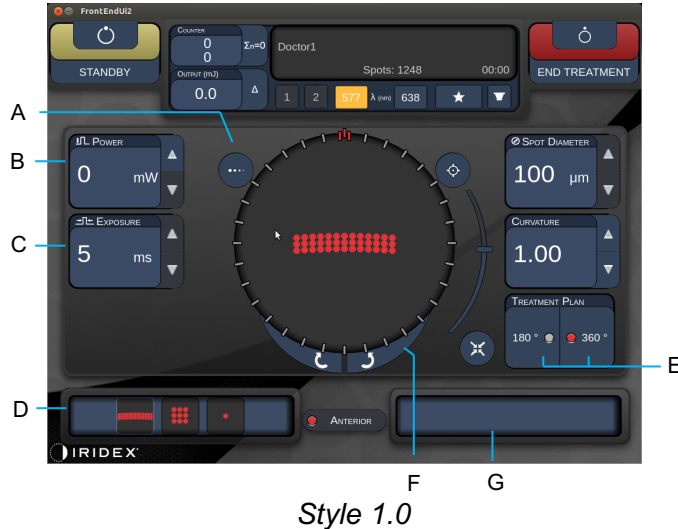 FrontEndUi2
STANDBY
COUNTER
0
0
Σn=0
OUTPUT (mJ)
0.0
Δ
Doctor1
Spots: 1248
00:00
1
2
577
λ (nm)
638
END TREATMENT
A
B
POWER
0
mW
C
EXPOSURE
5
ms
SPOT DIAMETER
100
µm
CURVATURE
1.00
TREATMENT PLAN
180 °
360 °
E
D
ANTERIOR
IRIDEX
F
G
Style 1.0